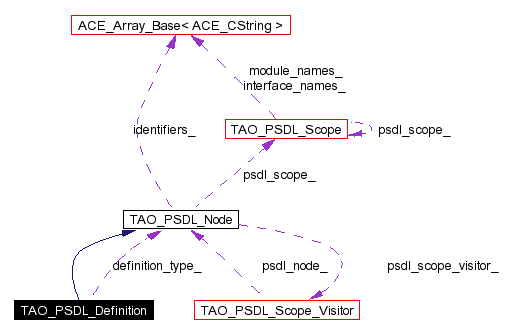 ACE_Array_Base< ACE_CString >
module_names_
interface_names_
identifiers_
TAO_PSDL_Scope
psdl_scope_
psdl_scope_
TAO_PSDL_Node
definition_type_
psdl_node_
psdl_scope_visitor_
TAO_PSDL_Definition
TAO_PSDL_Scope_Visitor